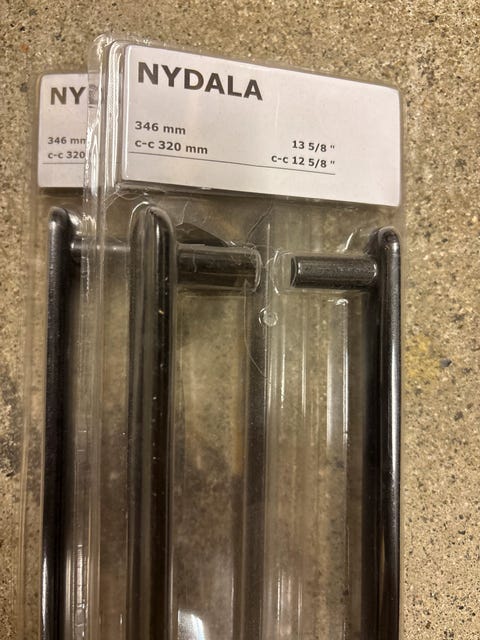 NYDALA
346 mm
13 5/8 "
c-c 320 mm
c-c 12 5/8 "
NY
346 mm
c-c 320